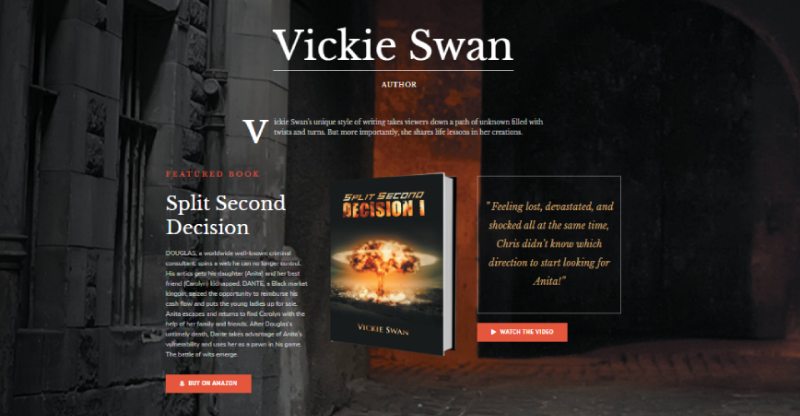 Vickie Swan
AUTHOR
Vickie Swan's unique style of writing takes viewers down a path of unknown filled with
twists and turns. But more importantly, she shares life lessons in her creations.
FEATURED BOOK
Split Second
Decision
DOUGLAS, a worldwide well-known criminal
consultant, spins a web he can no longer control.
His antics gets his daughter (Anita) and her best
friend (Carolyn) kidnapped. DANTE, a Black market
kingpin, seized the opportunity to reimburse his
cash flow and puts the young ladies up for sale.
Anita escapes and returns to find Carolyn with the
help of her family and friends. After Douglas's
untimely death, Dante takes advantage of Anita's
vulnerability and uses her as a pawn in his game.
The battle of wits emerge.
BUY ON AMAZON
SPLIT SECOND
DECISION I
VICKIE SWAN
" Feeling lost, devastated, and
shocked all at the same time,
Chris didn't know which
direction to start looking for
Anita!"
WATCH THE VIDEO